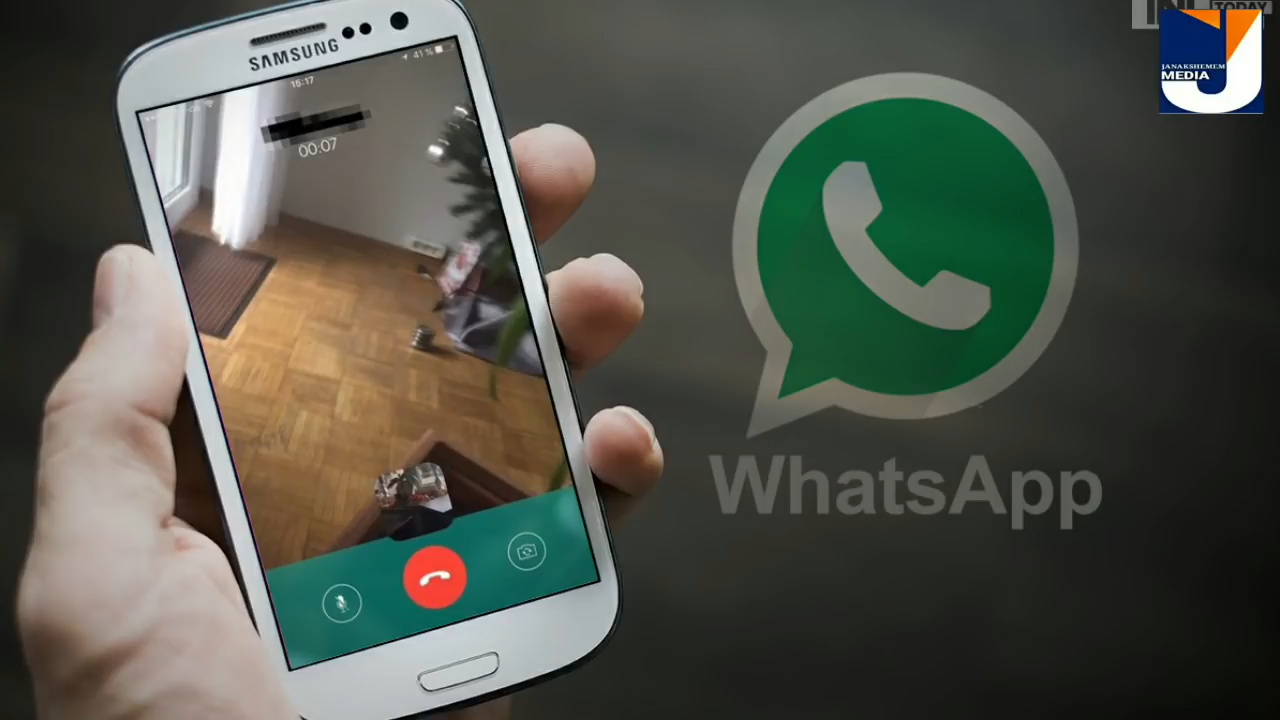 TODAY
JANAKSHEMEM
MEDIA
SAMSUNG
41 %
15:17
00:07
WhatsApp